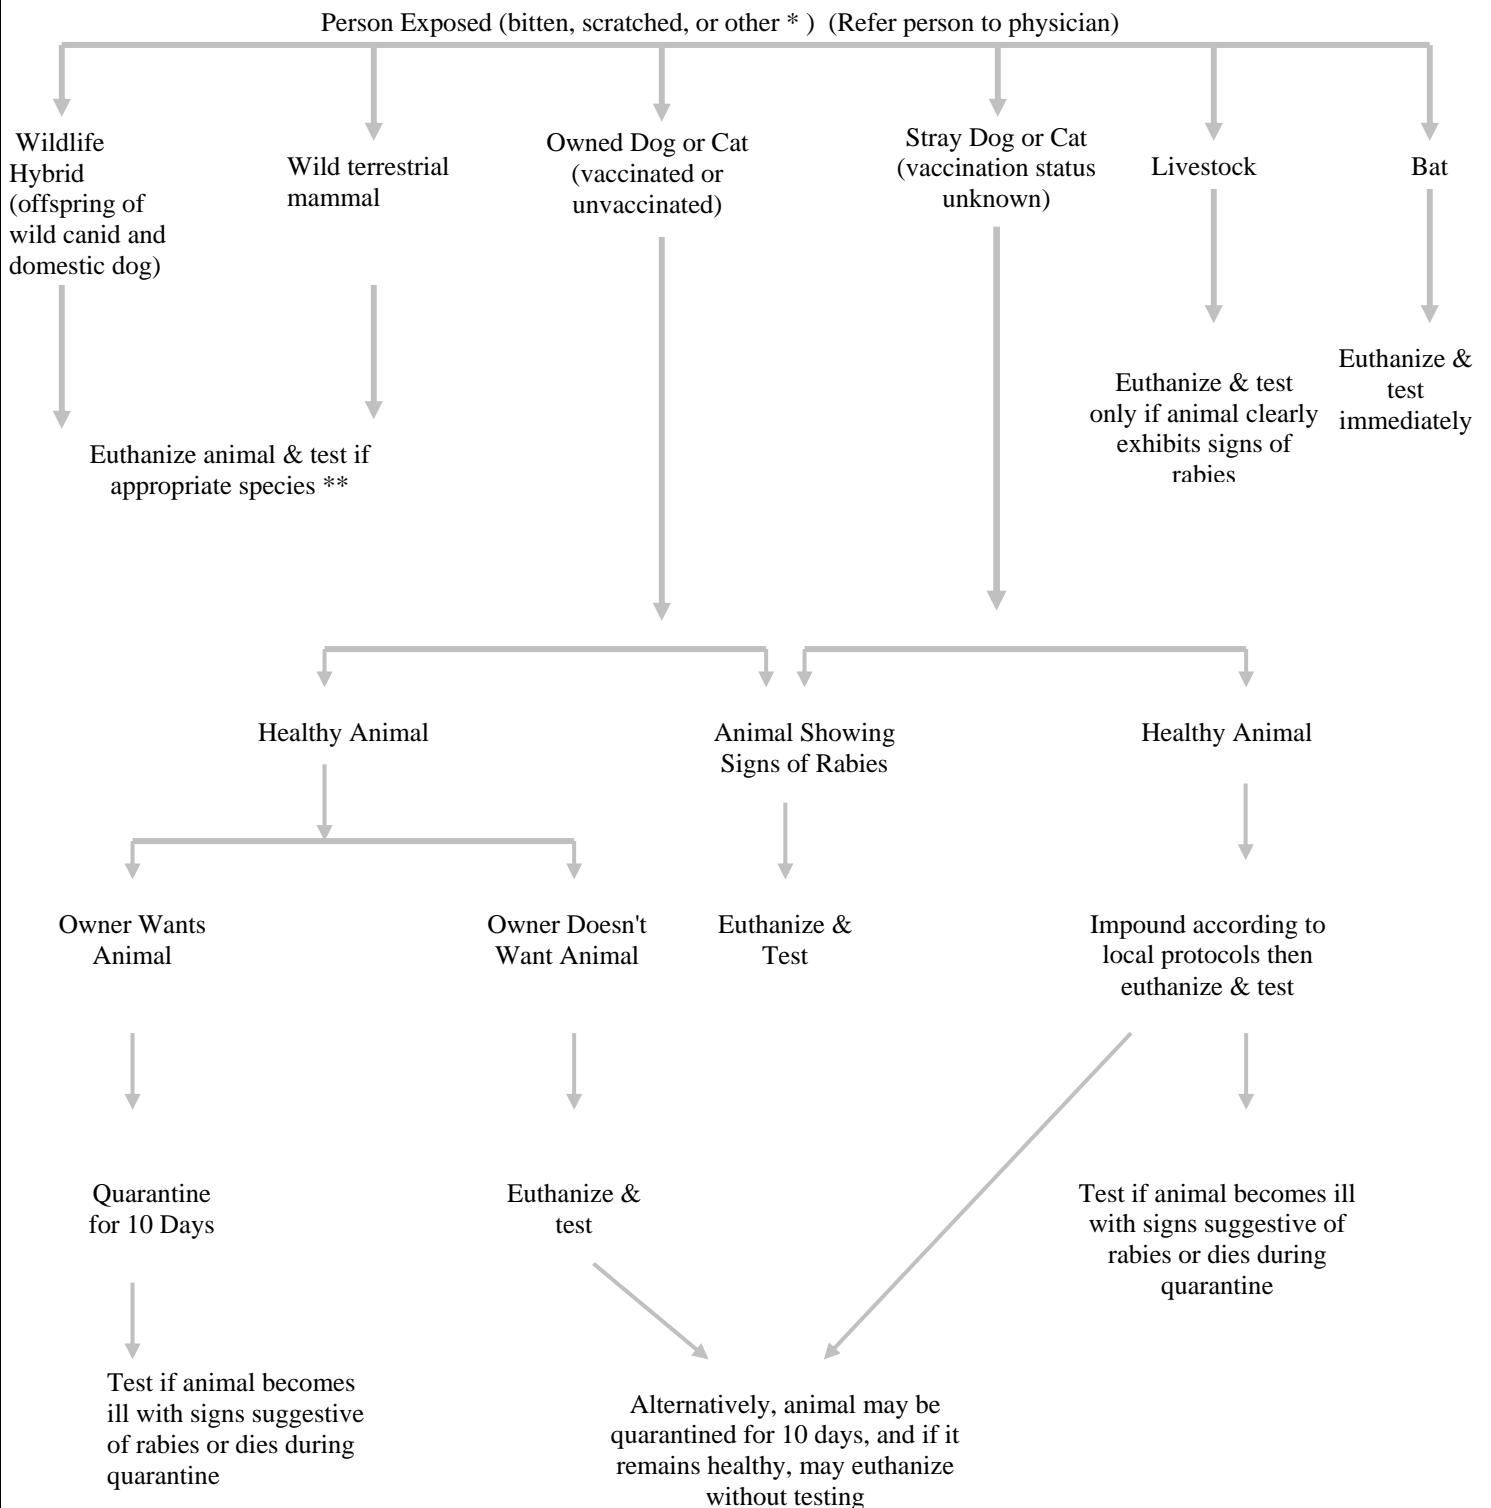 Person Exposed (bitten, scratched, or other * ) (Refer person to physician)
Wildlife
Hybrid
(offspring of
wild canid and
domestic dog)
Wild terrestrial
mammal
Owned Dog or Cat
(vaccinated or
unvaccinated)
Stray Dog or Cat
(vaccination status
unknown)
Livestock
Bat
Euthanize animal & test if
appropriate species **
Euthanize & test
only if animal clearly
exhibits signs of
rabies
Euthanize &
test
immediately
Healthy Animal
Animal Showing
Signs of Rabies
Healthy Animal
Owner Wants
Animal
Owner Doesn't
Want Animal
Euthanize &
Test
Impound according to
local protocols then
euthanize & test
Quarantine
for 10 Days
Euthanize &
test
Test if animal becomes ill
with signs suggestive of
rabies or dies during
quarantine
Test if animal becomes
ill with signs suggestive
of rabies or dies during
quarantine
Alternatively, animal may be
quarantined for 10 days, and if it
remains healthy, may euthanize
without testing